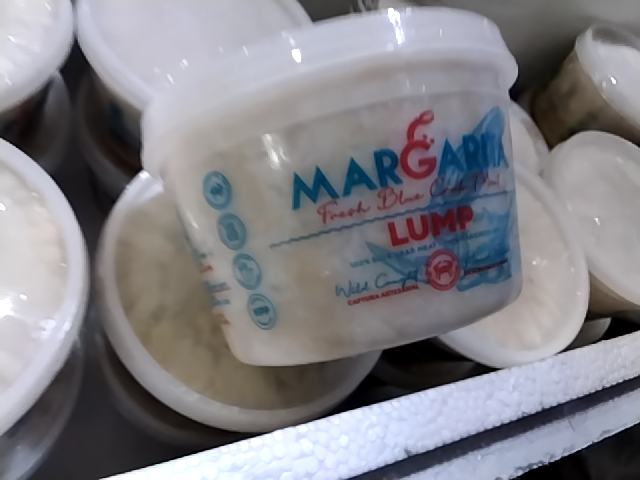 MARGARITA
Fresh Blue Crab Meat
LUMP
Wild Caught
CAPTURA ARTESANAL